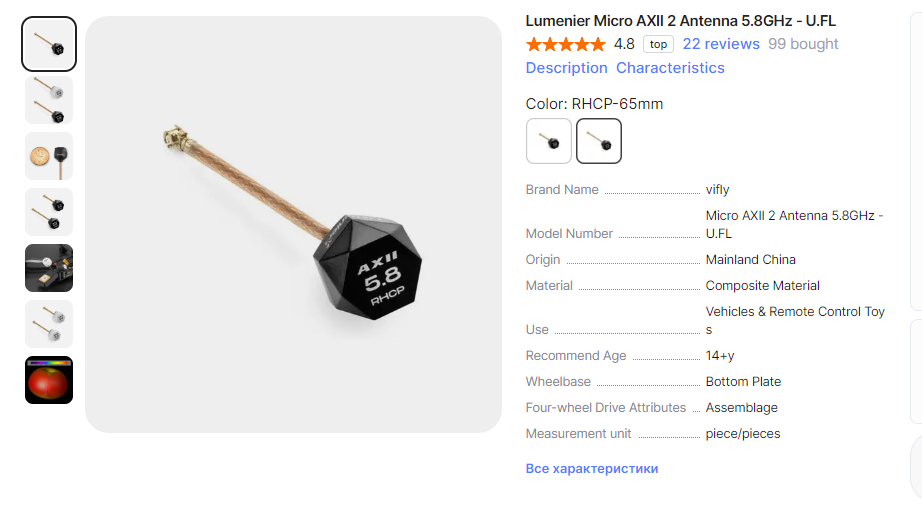 Lumenier Micro AXII 2 Antenna 5.8GHz - U.FL
4.8 top 22 reviews 99 bought
Description Characteristics
Color: RHCP-65mm
AXII
5.8
RHCP
Brand Name vifly
Model Number Micro AXII 2 Antenna 5.8GHz -
U.FL
Origin Mainland China
Material Composite Material
Use Vehicles & Remote Control Toy
s
Recommend Age 14+y
Wheelbase Bottom Plate
Four-wheel Drive Attributes Assemblage
Measurement unit piece/pieces
Все характеристики